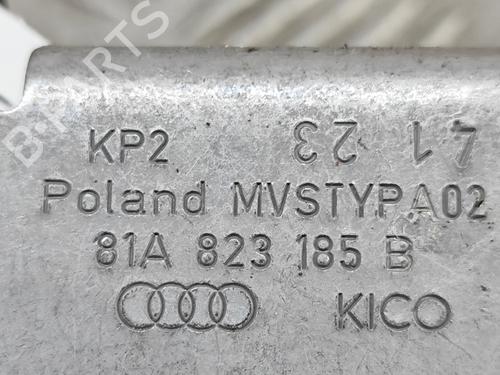 B-PARTS
KP2 41 23
Poland MVSTYPA02
81A 823 185 B
KICO